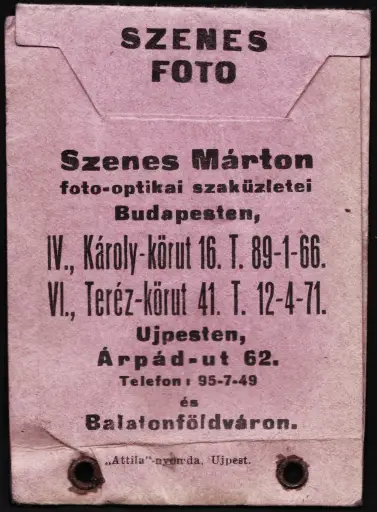 SZENES
FOTO
Szenes Márton
foto-optikai szaküzletei
Budapesten,
IV., Károly-körut 16. T. 89-1-66.
VI., Teréz-körut 41. T. 12-4-71.
Ujpesten,
Árpád-ut 62.
Telefon: 95-7-49
és
Balatonföldváron.
„Attila"-nyomda, Ujpest.